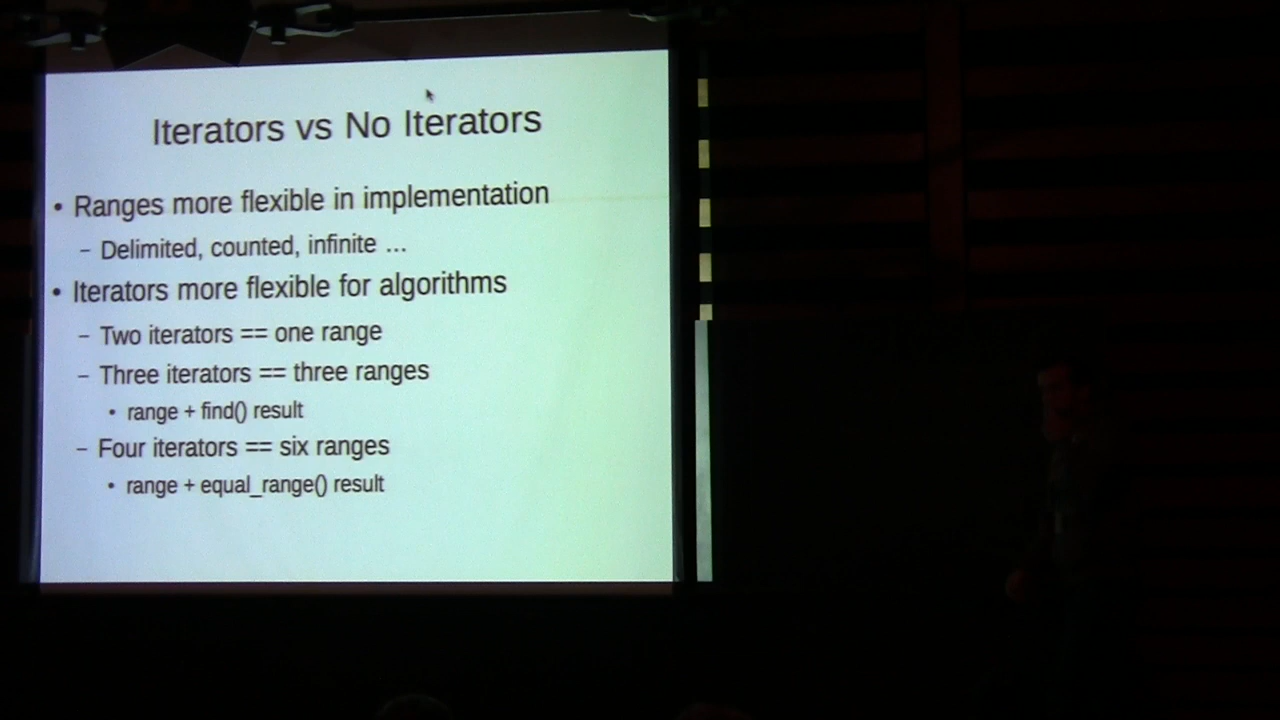 Iterators vs No Iterators
• Ranges more flexible in implementation
– Delimited, counted, infinite ...
• Iterators more flexible for algorithms
– Two iterators == one range
– Three iterators == three ranges
• range + find() result
– Four iterators == six ranges
• range + equal_range() result